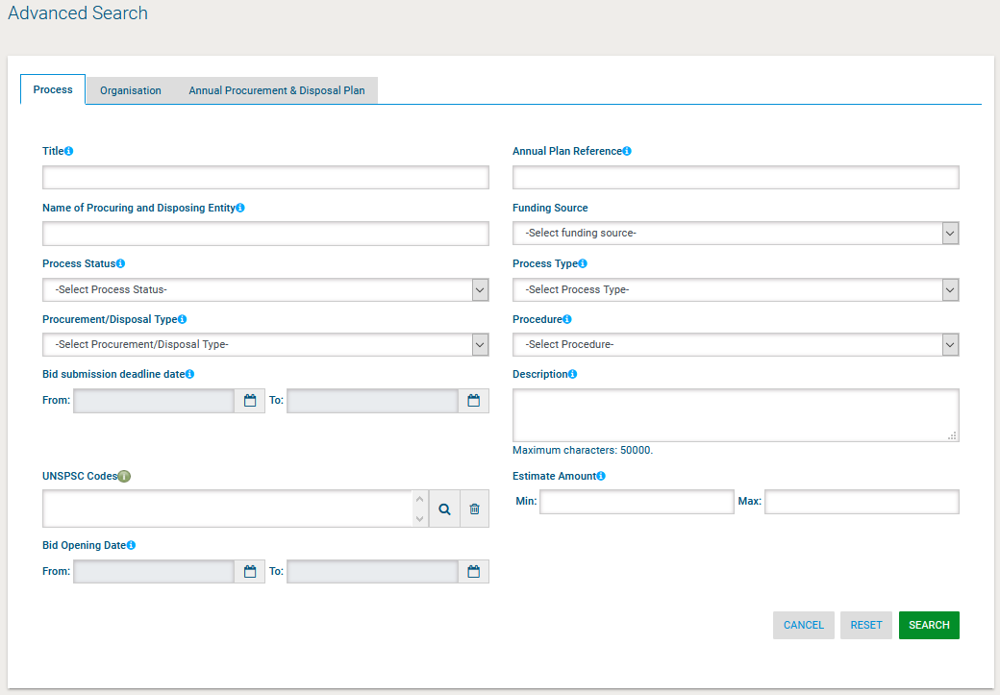 Advanced Search
Process Organisation Annual Procurement & Disposal Plan
Title Annual Plan Reference
Name of Procuring and Disposing Entity Funding Source
-Select funding source-
Process Status Process Type
-Select Process Status- -Select Process Type-
Procurement/Disposal Type Procedure
-Select Procurement/Disposal Type- -Select Procedure-
Bid submission deadline date Description
From: To:
Maximum characters: 50000.
UNSPSC Codes Estimate Amount
Min: Max:
Bid Opening Date
From: To:
CANCEL RESET SEARCH